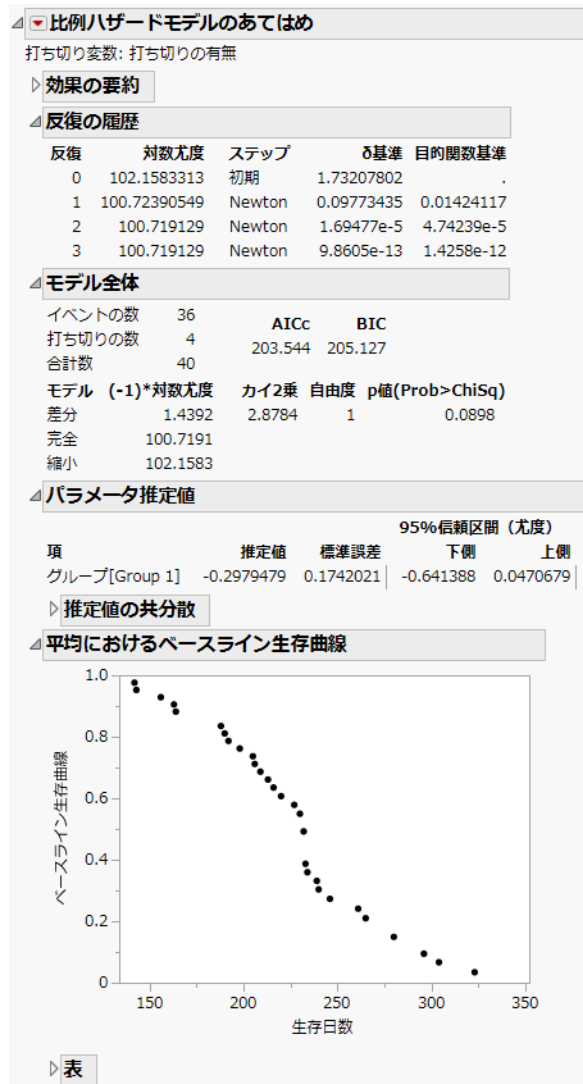 比例ハザードモデルのあてはめ
打ち切り変数: 打ち切りの有無
効果の要約
反復の履歴
反復 対数尤度 ステップ δ基準 目的関数基準
0 102.1583313 初期 1.73207802 .
1 100.72390549 Newton 0.09773435 0.01424117
2 100.719129 Newton 1.69477e-5 4.74239e-5
3 100.719129 Newton 9.8605e-13 1.4258e-12
モデル全体
イベントの数 36
打ち切りの数 4
合計数 40
AICc BIC
203.544 205.127
モデル (-1)*対数尤度 カイ2乗 自由度 p値(Prob>ChiSq)
差分 1.4392 2.8784 1 0.0898
完全 100.7191
縮小 102.1583
パラメータ推定値
95%信頼区間（尤度）
項 推定値 標準誤差 下側 上側
グループ[Group 1] -0.2979479 0.1742021 -0.641388 0.0470679
推定値の共分散
平均におけるベースライン生存曲線
ベースライン生存曲線
1.0
0.8
0.6
0.4
0.2
0
150 200 250 300 350
生存日数
表